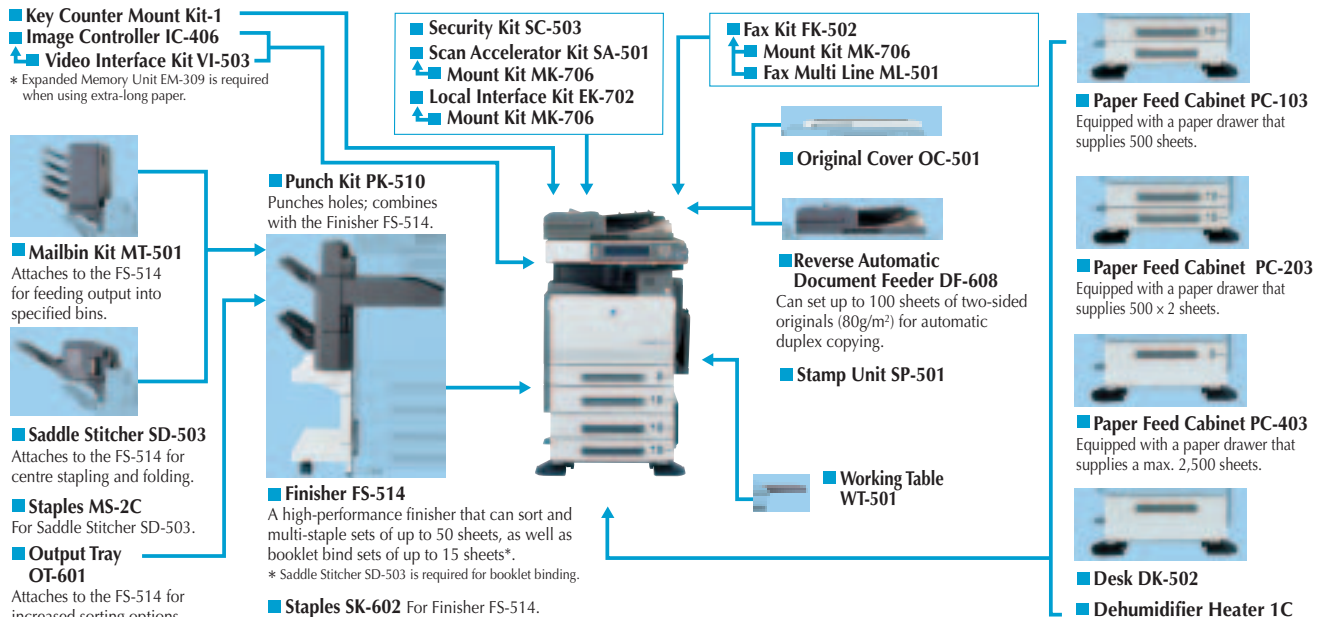 Key Counter Mount Kit-1
Image Controller IC-406
Video Interface Kit VI-503
* Expanded Memory Unit EM-309 is required
when using extra-long paper.
Security Kit SC-503
Scan Accelerator Kit SA-501
Mount Kit MK-706
Local Interface Kit EK-702
Mount Kit MK-706
Fax Kit FK-502
Mount Kit MK-706
Fax Multi Line ML-501
Mailbin Kit MT-501
Attaches to the FS-514
for feeding output into
specified bins.
Saddle Stitcher SD-503
Attaches to the FS-514 for
centre stapling and folding.
Staples MS-2C
For Saddle Stitcher SD-503.
Output Tray
OT-601
Attaches to the FS-514 for
increased sorting options
Punch Kit PK-510
Punches holes; combines
with the Finisher FS-514.
Finisher FS-514
A high-performance finisher that can sort and
multi-staple sets of up to 50 sheets, as well as
booklet bind sets of up to 15 sheets*.
* Saddle Stitcher SD-503 is required for booklet binding.
Staples SK-602 For Finisher FS-514.
Original Cover OC-501
Reverse Automatic
Document Feeder DF-608
Can set up to 100 sheets of two-sided
originals (80g/m²) for automatic
duplex copying.
Stamp Unit SP-501
Working Table
WT-501
Paper Feed Cabinet PC-103
Equipped with a paper drawer that
supplies 500 sheets.
Paper Feed Cabinet PC-203
Equipped with a paper drawer that
supplies 500 × 2 sheets.
Paper Feed Cabinet PC-403
Equipped with a paper drawer that
supplies a max. 2,500 sheets.
Desk DK-502
Dehumidifier Heater 1C